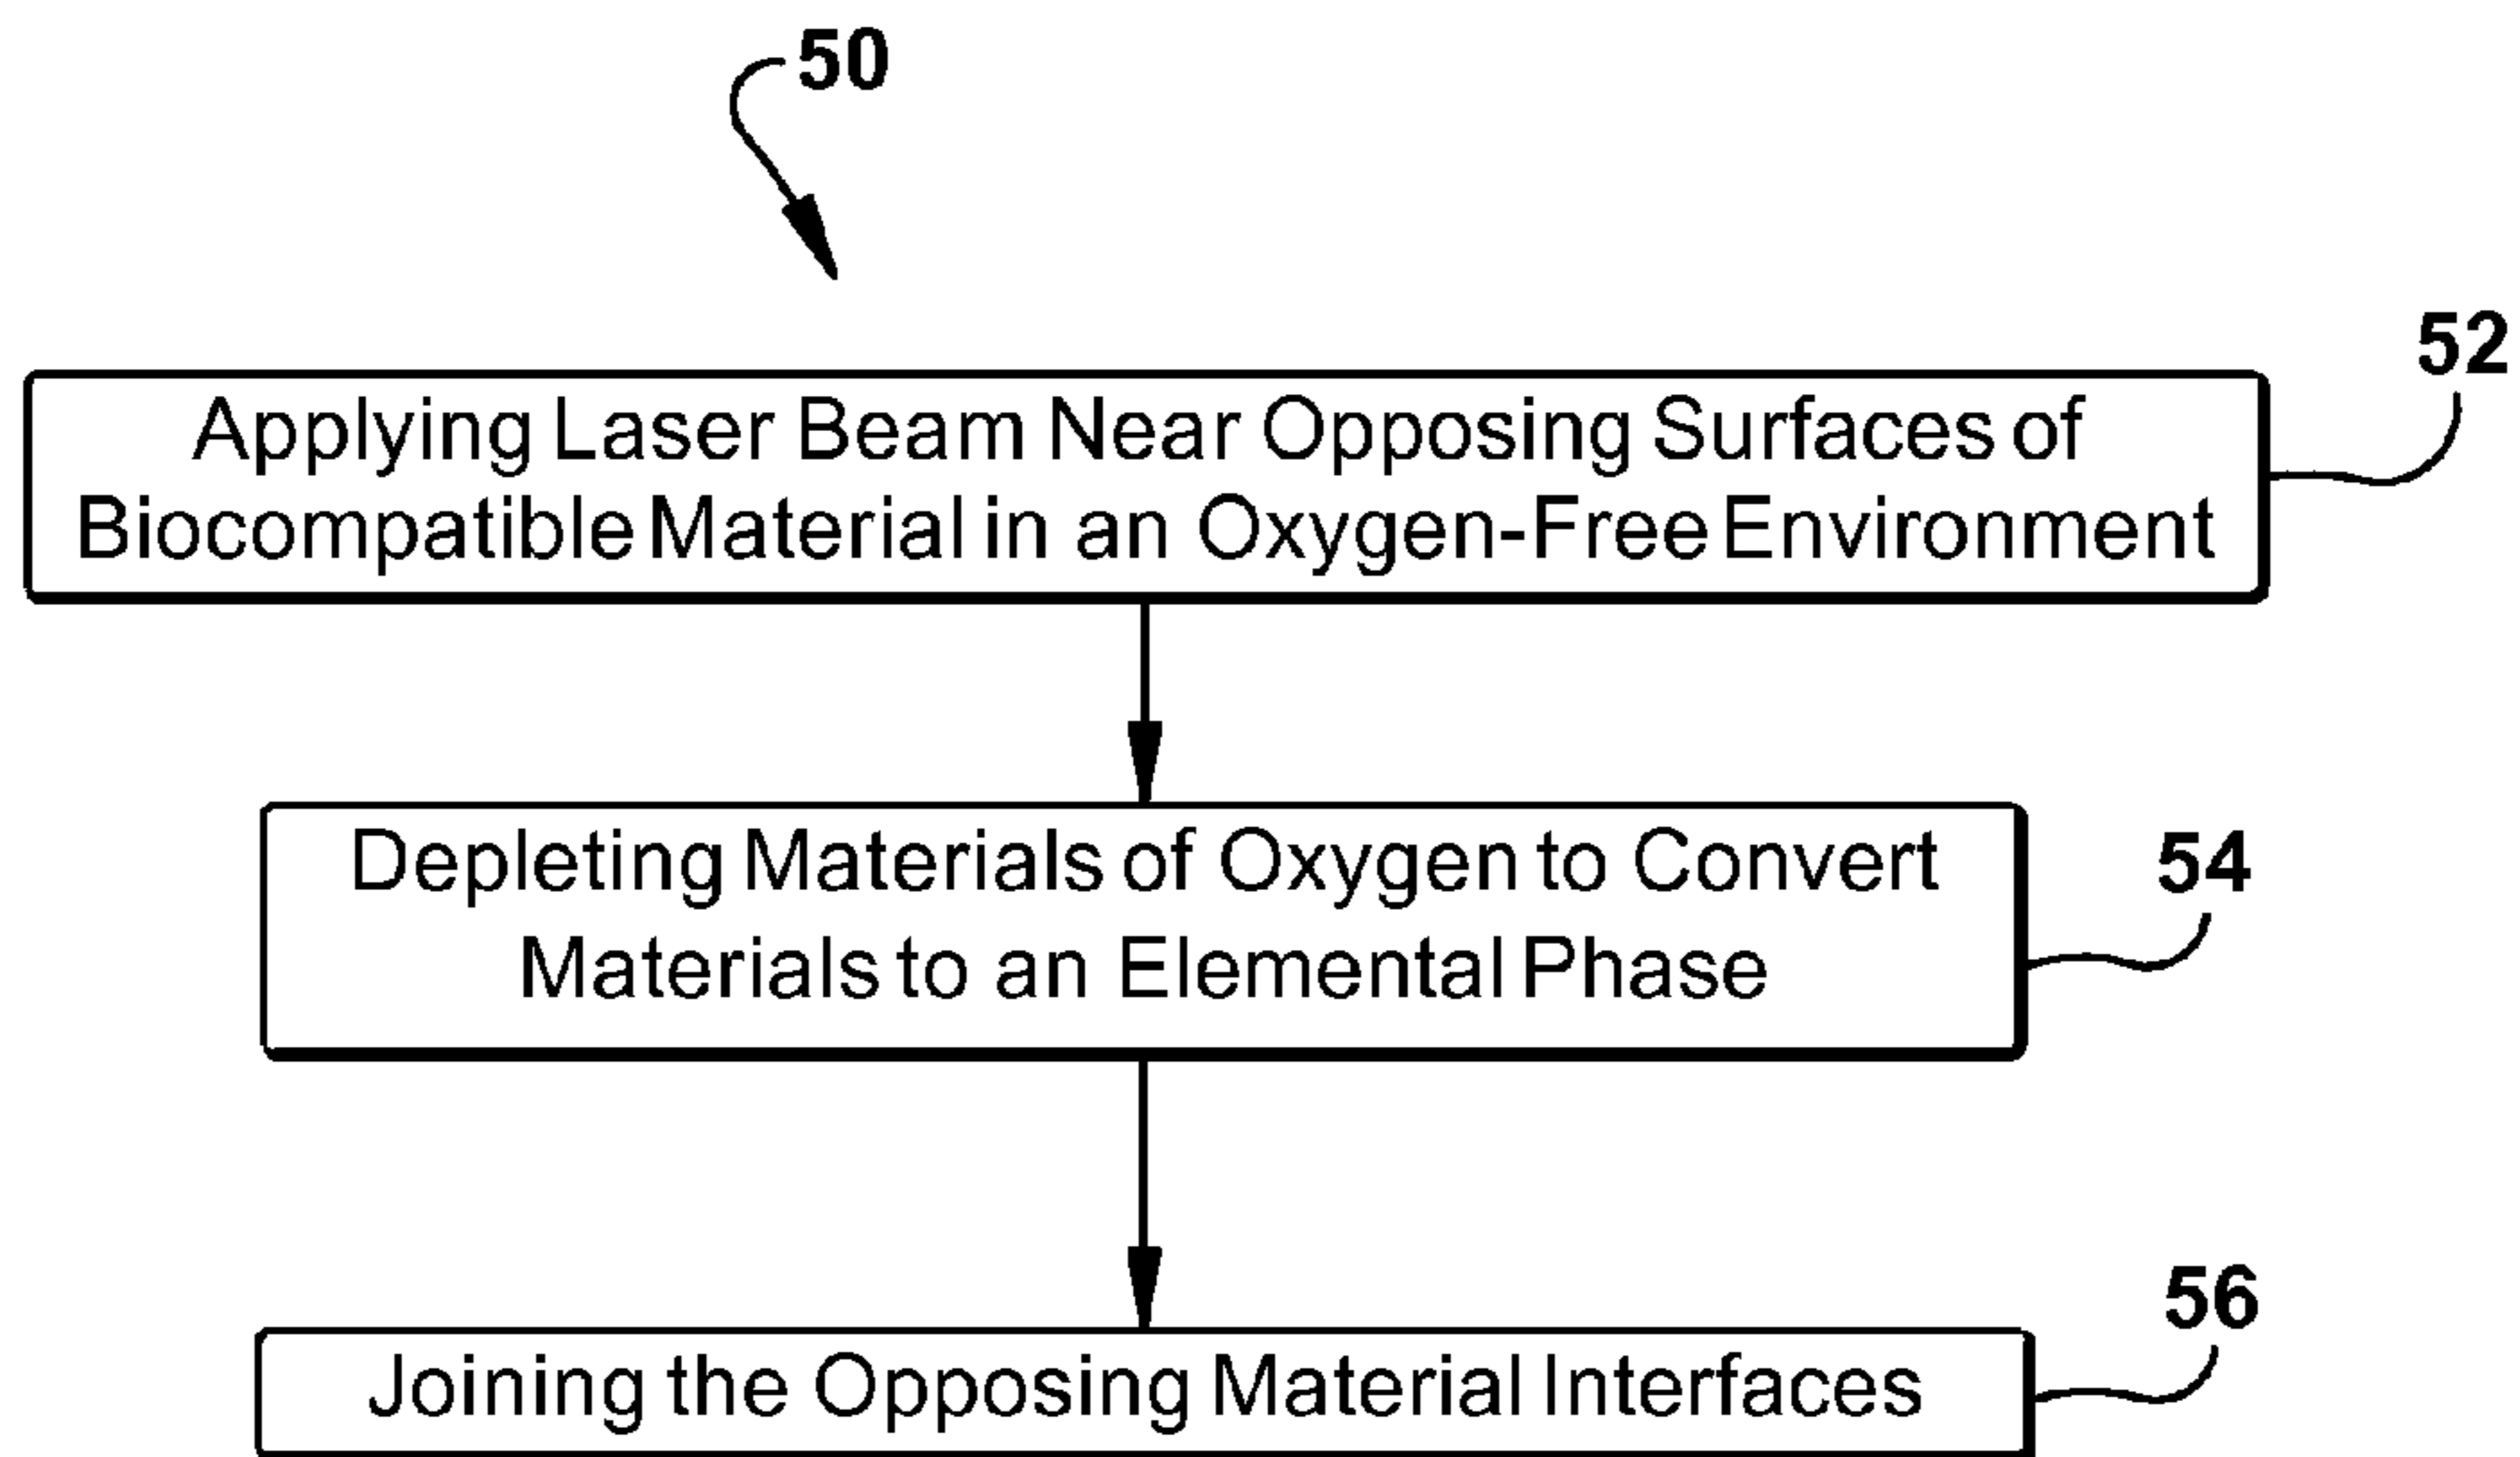 50
52
Applying Laser Beam Near Opposing Surfaces of
Biocompatible Material in an Oxygen-Free Environment
54
Depleting Materials of Oxygen to Convert
Materials to an Elemental Phase
56
Joining the Opposing Material Interfaces